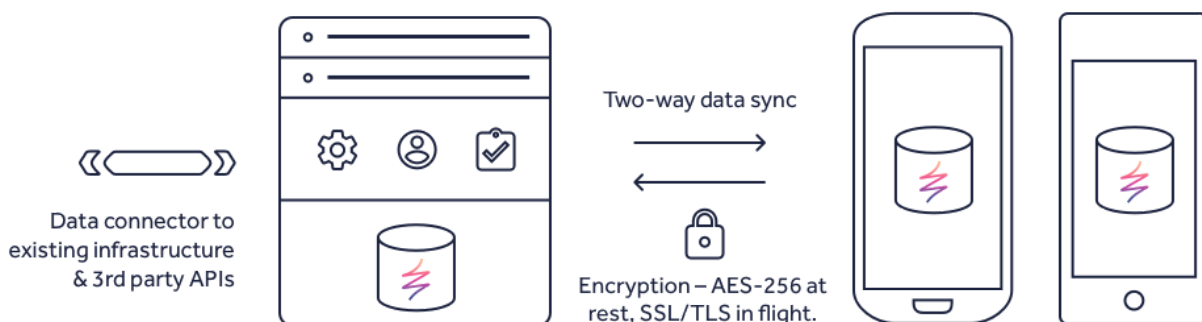 Data connector to
existing infrastructure
& 3rd party APIs
Two-way data sync
Encryption – AES-256 at
rest, SSL/TLS in flight.